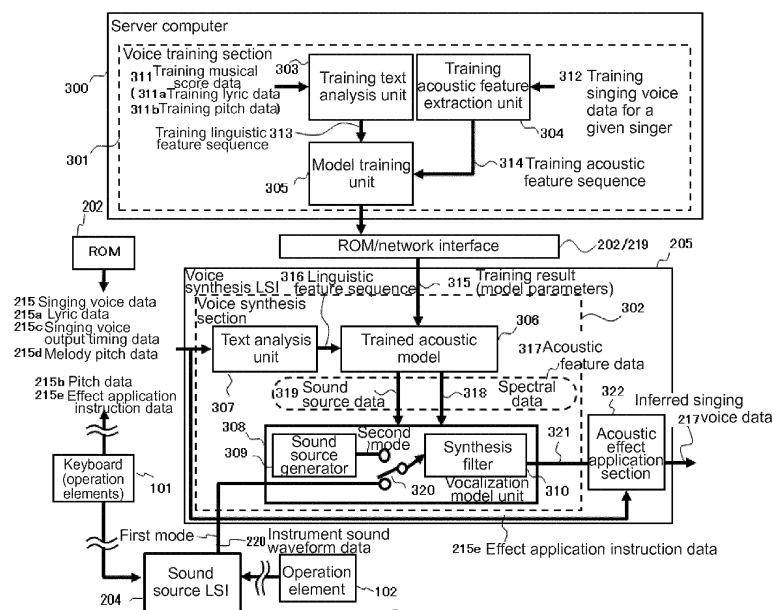 Server computer
Voice training section
311 Training musical
score data
(311a Training lyric data
311b Training pitch data)
303
Training text
analysis unit
Training
acoustic feature
extraction unit
304
312 Training
singing voice
data for a
given singer
300
301
Training linguistic 313
feature sequence
Model training
unit
305
314 Training acoustic
feature sequence
202
ROM
ROM/network interface
202/219
205
Voice
synthesis LSI
316 Linguistic
feature sequence
315 Training result
(model parameters)
Voice synthesis
section
302
215 Singing voice data
215a Lyric data
215c Singing voice
output timing data
215d Melody pitch data
Text analysis
unit
307
Trained acoustic
model
306
317 Acoustic
feature data
319 Sound
source data
318 Spectral
data
215b Pitch data
215e Effect application
instruction data
308
309
Sound
source
generator
Second
mode
Synthesis
filter
310
320 Vocalization
model unit
321
322
Acoustic
effect
application
section
Inferred singing
217 voice data
Keyboard
(operation
elements)
101
First mode
220 Instrument sound
waveform data
215e Effect application instruction data
Sound
source LSI
204
Operation
element
102